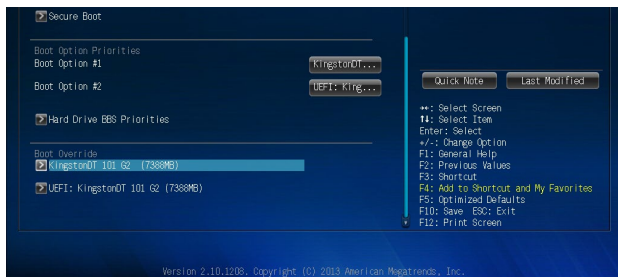 Secure Boot
Boot Option Priorities
Boot Option #1 KingstonDT...
Boot Option #2 UEFI: King...
Hard Drive BBS Priorities
Boot Override
KingstonDT 101 G2 (7388MB)
UEFI: KingstonDT 101 G2 (7388MB)
Quick Note Last Modified
→←: Select Screen
↑↓: Select Item
Enter: Select
+/-: Change Option
F1: General Help
F2: Previous Values
F3: Shortcut
F4: Add to Shortcut and My Favorites
F5: Optimized Defaults
F10: Save ESC: Exit
F12: Print Screen
Version 2.10.1208. Copyright (C) 2013 American Megatrends, Inc.